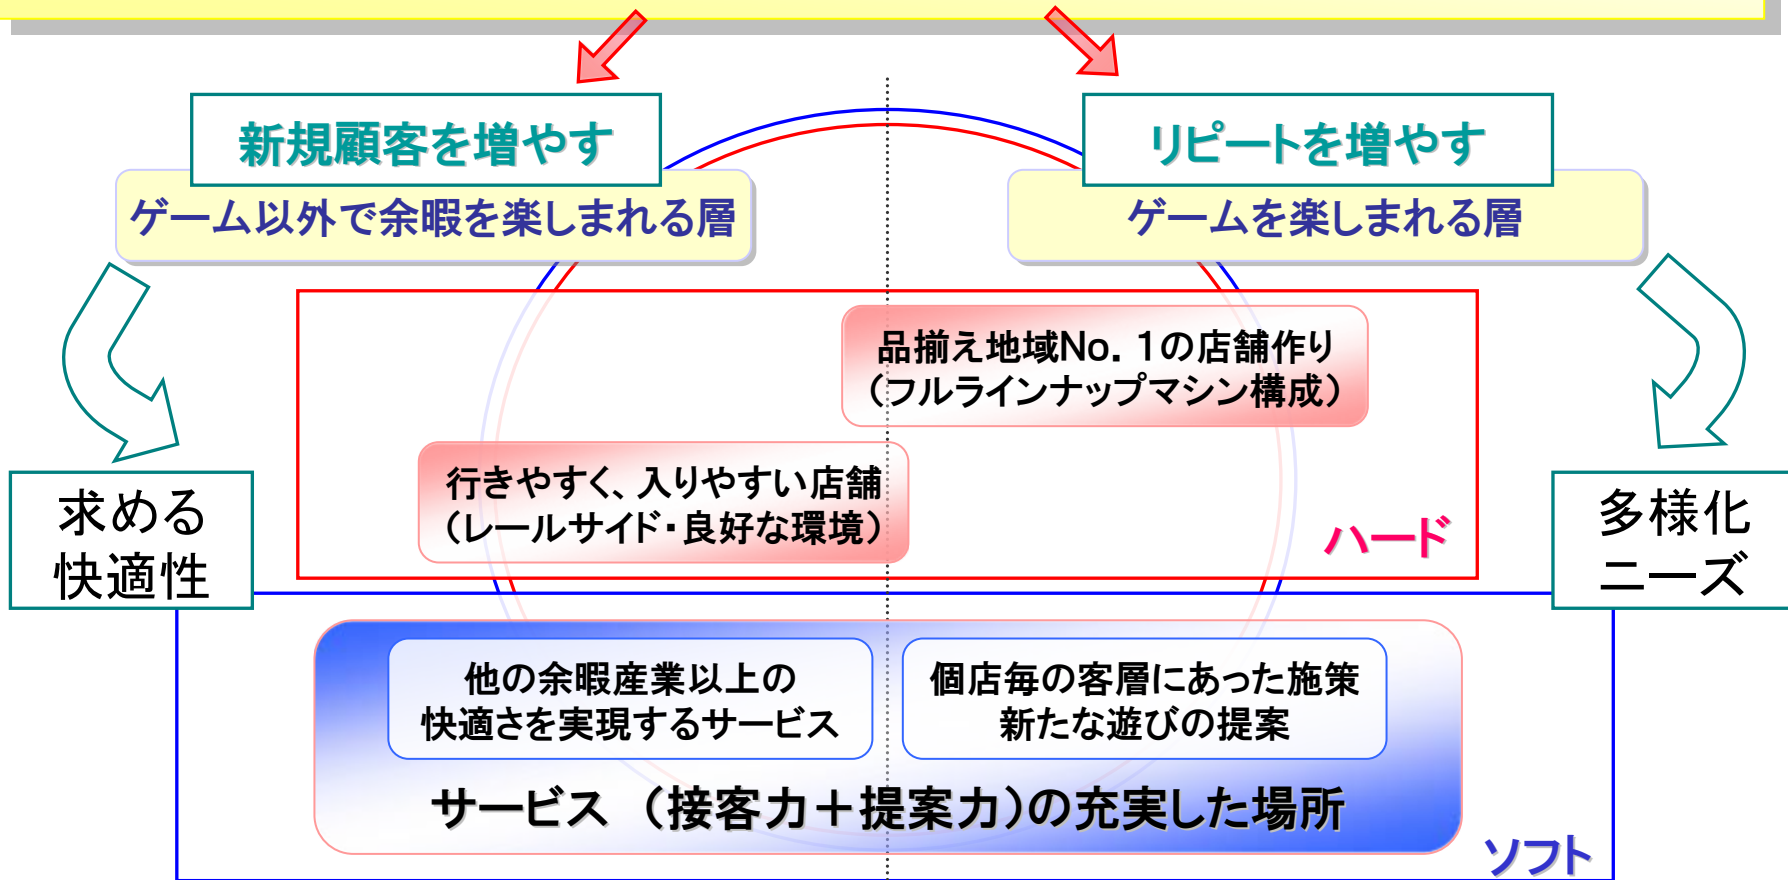 新規顧客を増やす
ゲーム以外で余暇を楽しまれる層
リピートを増やす
ゲームを楽しまれる層
品揃え地域No．1の店舗作り
（フルラインナップマシン構成）
行きやすく、入りやすい店舗
（レールサイド・良好な環境）
ハード
求める
快適性
多様化
ニーズ
他の余暇産業以上の
快適さを実現するサービス
個店毎の客層にあった施策
新たな遊びの提案
サービス （接客力＋提案力）の充実した場所
ソフト